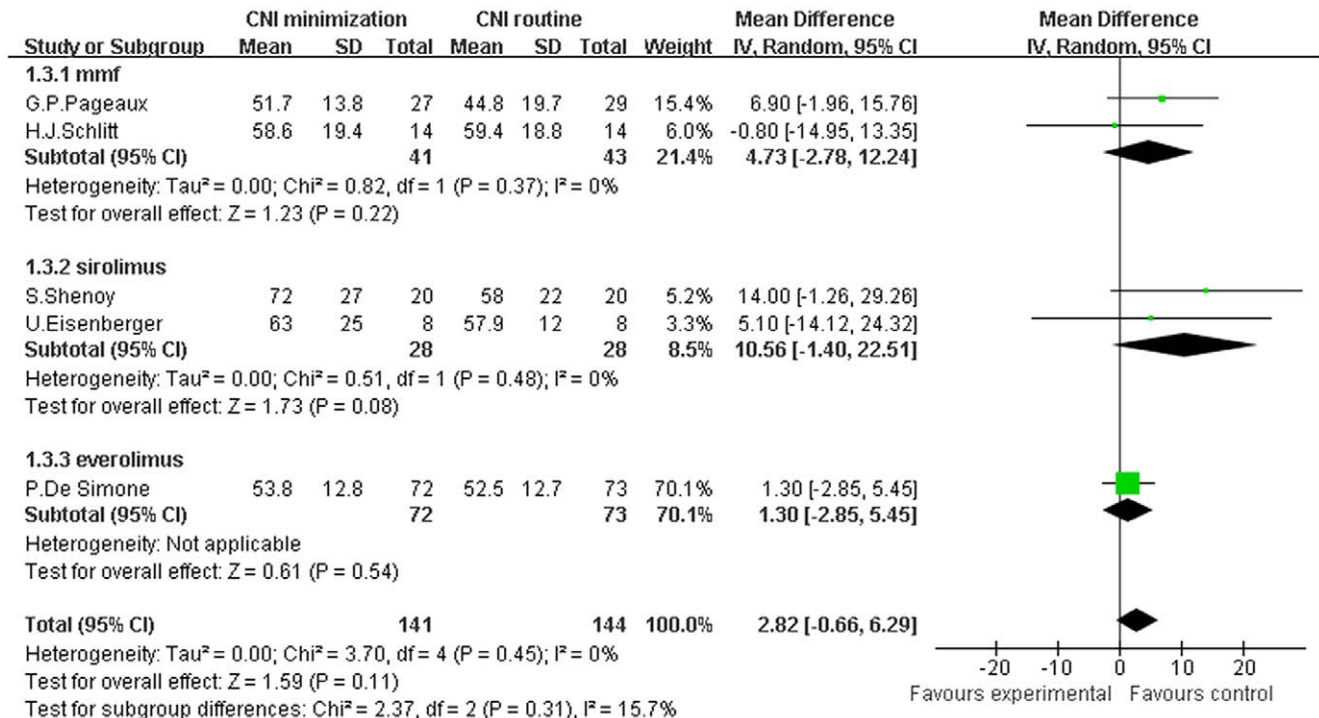 CNI minimization CNI routine Mean Difference Mean Difference
Study or Subgroup Mean SD Total Mean SD Total Weight IV, Random, 95% CI IV, Random, 95% CI
1.3.1 mmf
G.P.Pageaux 51.7 13.8 27 44.8 19.7 29 15.4% 6.90 [-1.96, 15.76]
H.J.Schlitt 58.6 19.4 14 59.4 18.8 14 6.0% -0.80 [-14.95, 13.35]
Subtotal (95% CI) 41 43 21.4% 4.73 [-2.78, 12.24]
Heterogeneity: Tau² = 0.00; Chi² = 0.82, df = 1 (P = 0.37); I² = 0%
Test for overall effect: Z = 1.23 (P = 0.22)
1.3.2 sirolimus
S.Shenoy 72 27 20 58 22 20 5.2% 14.00 [-1.26, 29.26]
U.Eisenberger 63 25 8 57.9 12 8 3.3% 5.10 [-14.12, 24.32]
Subtotal (95% CI) 28 28 8.5% 10.56 [-1.40, 22.51]
Heterogeneity: Tau² = 0.00; Chi² = 0.51, df = 1 (P = 0.48); I² = 0%
Test for overall effect: Z = 1.73 (P = 0.08)
1.3.3 everolimus
P.De Simone 53.8 12.8 72 52.5 12.7 73 70.1% 1.30 [-2.85, 5.45]
Subtotal (95% CI) 72 73 70.1% 1.30 [-2.85, 5.45]
Heterogeneity: Not applicable
Test for overall effect: Z = 0.61 (P = 0.54)
Total (95% CI) 141 144 100.0% 2.82 [-0.66, 6.29]
Heterogeneity: Tau² = 0.00; Chi² = 3.70, df = 4 (P = 0.45); I² = 0%
Test for overall effect: Z = 1.59 (P = 0.11)
Test for subgroup differences: Chi² = 2.37, df = 2 (P = 0.31), I² = 15.7%
-20 -10 0 10 20
Favours experimental Favours control